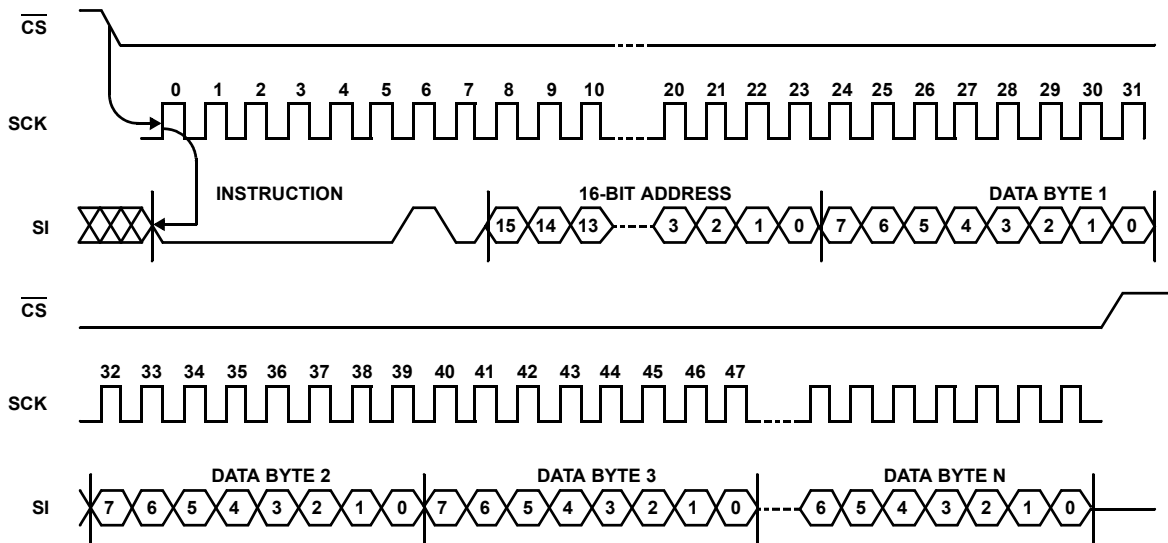 CS
0 1 2 3 4 5 6 7 8 9 10 20 21 22 23 24 25 26 27 28 29 30 31
SCK
INSTRUCTION 16-BIT ADDRESS DATA BYTE 1
SI 15 14 13 3 2 1 0 7 6 5 4 3 2 1 0
CS
32 33 34 35 36 37 38 39 40 41 42 43 44 45 46 47
SCK
DATA BYTE 2 DATA BYTE 3 DATA BYTE N
SI 7 6 5 4 3 2 1 0 7 6 5 4 3 2 1 0 6 5 4 3 2 1 0